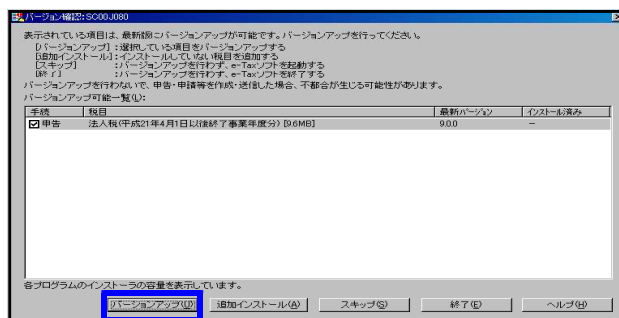 バージョン確認:SC00J080
表示されている項目は、最新版にバージョンアップが可能です。バージョンアップを行ってください。
[バージョンアップ]:選択している項目をバージョンアップする
[追加インストール]:インストールしていない税目を追加する
[スキップ]:バージョンアップを行わず、e-Taxソフトを起動する
[終了]:バージョンアップを行わず、e-Taxソフトを終了する
バージョンアップを行わないで、申告・申請等を作成・送信した場合、不都合が生じる可能性があります。
バージョンアップ可能一覧(L):
手続 税目 最新バージョン インストール済み
申告 法人税(平成21年4月1日以後終了事業年度分) [9.6MB] 9.0.0 -
各プログラムのインストーラの容量を表示しています。
バージョンアップ(U) 追加インストール(A) スキップ(S) 終了(E) ヘルプ(H)